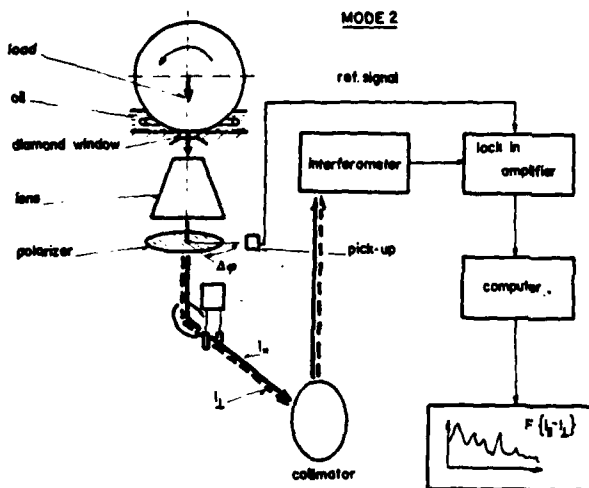 MODE 2
load
ref. signal
oil
diamond window
interferometer
lock in
amplifier
lens
polarizer
pick-up
Δφ
computer
I∥
I⊥
F {I∥-I⊥}
collimator